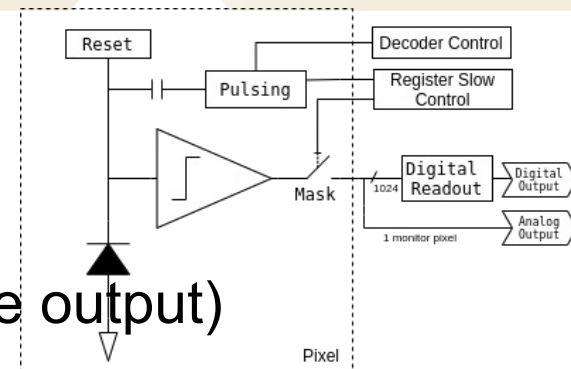 Reset
Decoder Control
Pulsing
Register Slow
Control
Mask
1024
Digital
Readout
Digital
Output
Analog
Output
1 monitor pixel
e output)
Pixel